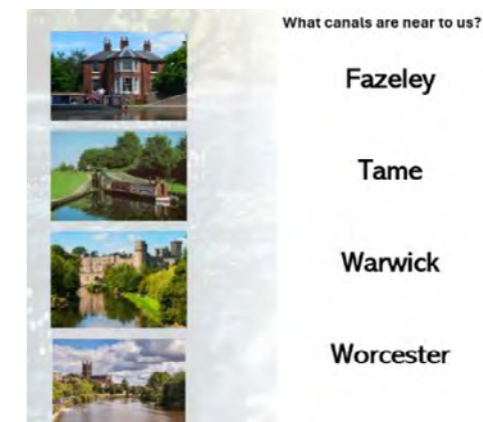 What canals are near to us?
Fazeley
Tame
Warwick
Worcester